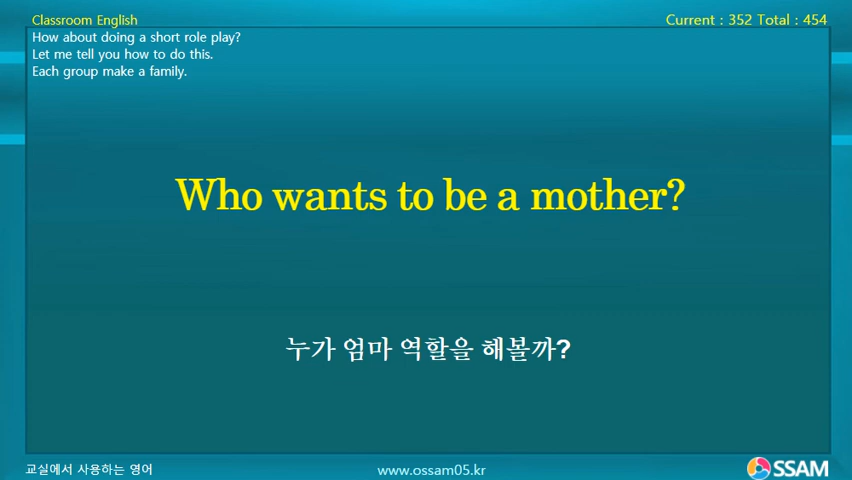 Classroom English
Current : 352 Total : 454
How about doing a short role play?
Let me tell you how to do this.
Each group make a family.
Who wants to be a mother?
누가 엄마 역할을 해볼까?
교실에서 사용하는 영어
www.ossam05.kr
OSSAM